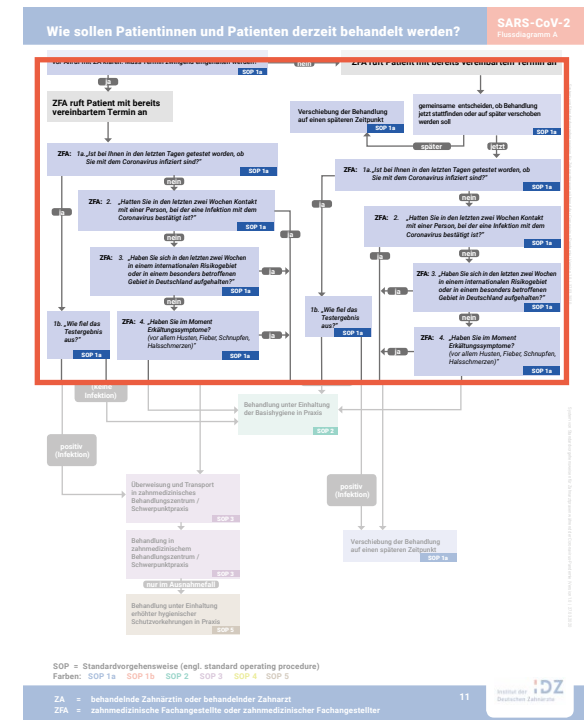 Wie sollen Patientinnen und Patienten derzeit behandelt werden?
SARS-CoV-2
Flussdiagramm A
SOP 1a
nein
ZFA ruft Patient mit bereits vereinbartem Termin an
ja
ZFA ruft Patient mit bereits
vereinbartem Termin an
Verschiebung der Behandlung
auf einen späteren Zeitpunkt
SOP 1a
gemeinsame entscheiden, ob Behandlung
jetzt stattfinden oder auf später verschoben
werden soll
SOP 1a
später
jetzt
ZFA: 1a. „Ist bei Ihnen in den letzten Tagen getestet worden, ob
Sie mit dem Coronavirus infiziert sind?"
SOP 1a
nein
ja
ZFA: 2. „Hatten Sie in den letzten zwei Wochen Kontakt
mit einer Person, bei der eine Infektion mit dem
Coronavirus bestätigt ist?"
SOP 1a
ja
nein
ZFA: 3. „Haben Sie sich in den letzten zwei Wochen
in einem internationalen Risikogebiet
oder in einem besonders betroffenen
Gebiet in Deutschland aufgehalten?"
SOP 1a
ja
nein
1b. „Wie fiel das
Testergebnis
aus?"
SOP 1a
ZFA: 4. „Haben Sie im Moment
Erkältungssymptome?
(vor allem Husten, Fieber, Schnupfen,
Halsschmerzen)"
SOP 1a
ja
ZFA: 1a. „Ist bei Ihnen in den letzten Tagen getestet worden, ob
Sie mit dem Coronavirus infiziert sind?"
SOP 1a
nein
ja
ZFA: 2. „Hatten Sie in den letzten zwei Wochen Kontakt
mit einer Person, bei der eine Infektion mit dem
Coronavirus bestätigt ist?"
SOP 1a
ja
nein
ZFA: 3. „Haben Sie sich in den letzten zwei Wochen
in einem internationalen Risikogebiet
oder in einem besonders betroffenen
Gebiet in Deutschland aufgehalten?"
SOP 1a
ja
nein
1b. „Wie fiel das
Testergebnis
aus?"
SOP 1a
ZFA: 4. „Haben Sie im Moment
Erkältungssymptome?
(vor allem Husten, Fieber, Schnupfen,
Halsschmerzen)"
SOP 1a
ja
(keine
Infektion)
Behandlung unter Einhaltung
der Basishygiene in Praxis
SOP 2
positiv
(Infektion)
Überweisung und Transport
in zahnmedizinisches
Behandlungszentrum /
Schwerpunktpraxis
SOP 3
positiv
(Infektion)
Behandlung in
zahnmedizinischem
Behandlungszentrum /
Schwerpunktpraxis
SOP 3
Verschiebung der Behandlung
auf einen späteren Zeitpunkt
SOP 1a
nur im Ausnahmefall
Behandlung unter Einhaltung
erhöhter hygienischer
Schutzvorkehrungen in Praxis
SOP 5
SOP = Standardvorgehensweise (engl. standard operating procedure)
Farben: SOP 1a SOP 1b SOP 2 SOP 3 SOP 4 SOP 5
ZA = behandelnde Zahnärztin oder behandelnder Zahnarzt
ZFA = zahnmedizinische Fachangestellte oder zahnmedizinischer Fachangestellter
11
Institut der
Deutschen Zahnärzte
IDZ